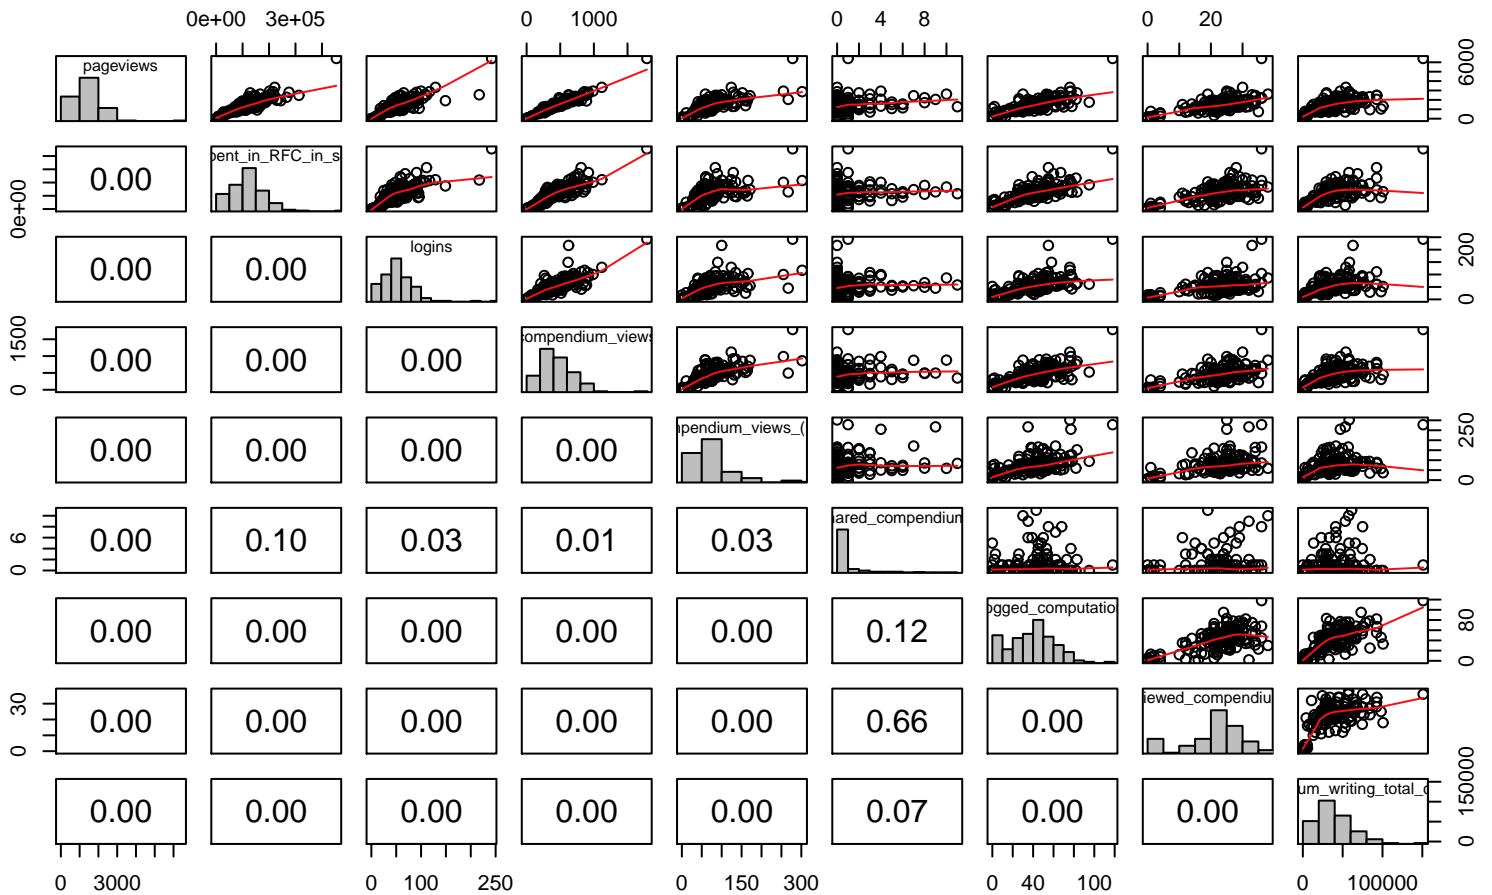 0e+00 3e+05 0 1000 0 4 8 0 20
pageviews 0 6000
0e+00 0.00 pent_in_RFC_in_s
0.00 0.00 logins 0 200
0 1500 0.00 0.00 0.00 compendium_views
0.00 0.00 0.00 0.00 npendium_views_( 0 250
0 6 0.00 0.10 0.03 0.01 0.03 nared_compendium
0.00 0.00 0.00 0.00 0.00 0.12 ogged_computatio 0 80
0 30 0.00 0.00 0.00 0.00 0.00 0.66 0.00 iewed_compendiu
0.00 0.00 0.00 0.00 0.00 0.07 0.00 0.00 um_writing_total_c 0 150000
0 3000 0 100 250 0 150 300 0 40 100 0 100000